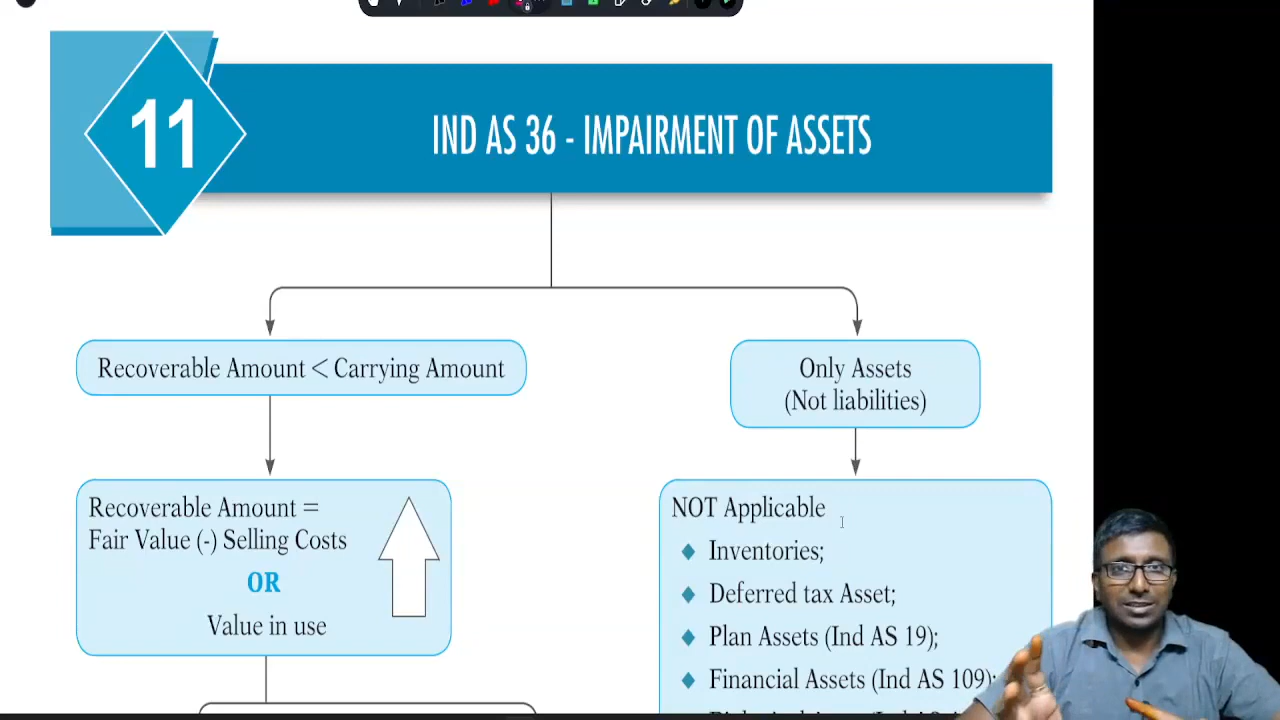 11
IND AS 36 - IMPAIRMENT OF ASSETS
Recoverable Amount < Carrying Amount
Only Assets
(Not liabilities)
Recoverable Amount =
Fair Value (-) Selling Costs
OR
Value in use
NOT Applicable
Inventories;
Deferred tax Asset;
Plan Assets (Ind AS 19);
Financial Assets (Ind AS 109);